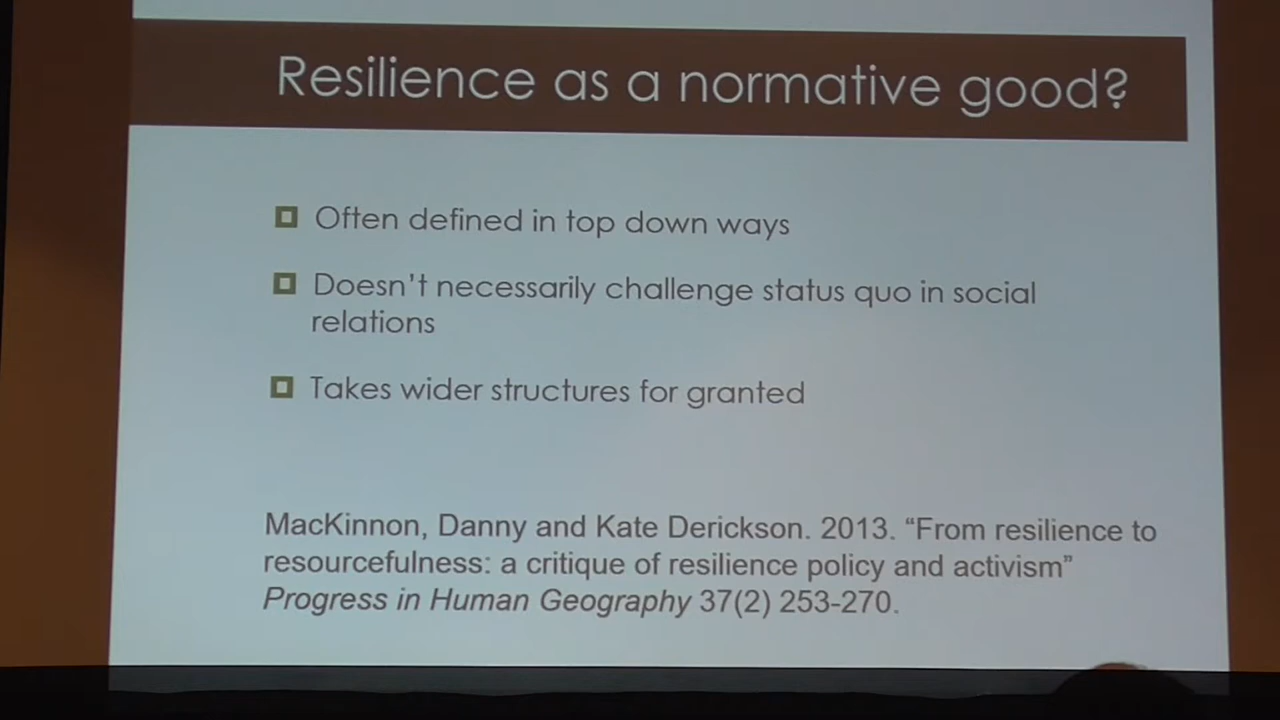 Resilience as a normative good?
Often defined in top down ways
Doesn't necessarily challenge status quo in social
relations
Takes wider structures for granted
MacKinnon, Danny and Kate Derickson. 2013. “From resilience to
resourcefulness: a critique of resilience policy and activism”
Progress in Human Geography 37(2) 253-270.